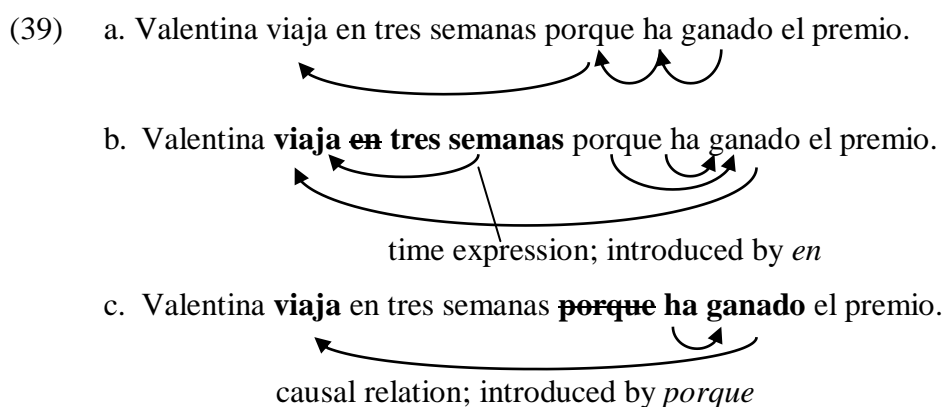 (39) a. Valentina viaja en tres semanas porque ha ganado el premio.
b. Valentina viaja en tres semanas porque ha ganado el premio.
time expression; introduced by en
c. Valentina viaja en tres semanas porque ha ganado el premio.
causal relation; introduced by porque